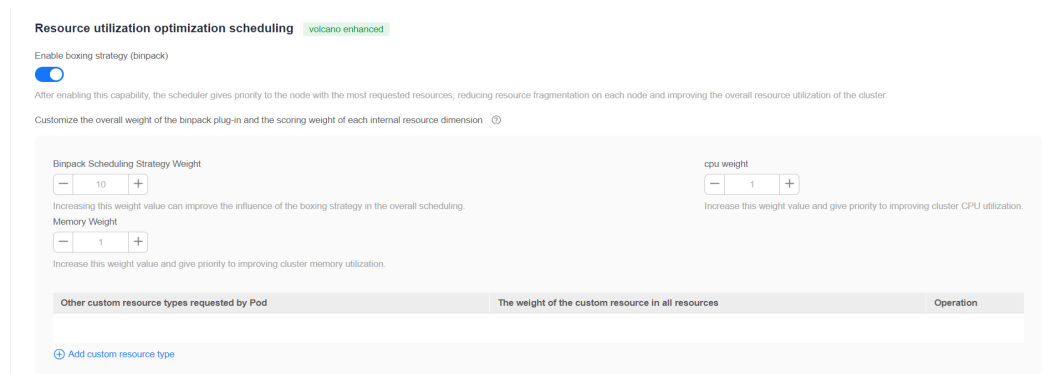 Resource utilization optimization scheduling volcano enhanced
Enable boxing strategy (binpack)
After enabling this capability, the scheduler gives priority to the node with the most requested resources, reducing resource fragmentation on each node and improving the overall resource utilization of the cluster.
Customize the overall weight of the binpack plug-in and the scoring weight of each internal resource dimension ?
Binpack Scheduling Strategy Weight
cpu weight
— 10 +
— 1 +
Increasing this weight value can improve the influence of the boxing strategy in the overall scheduling.
Increase this weight value and give priority to improving cluster CPU utilization.
Memory Weight
— 1 +
Increase this weight value and give priority to improving cluster memory utilization.
Other custom resource types requested by Pod The weight of the custom resource in all resources Operation
Add custom resource type